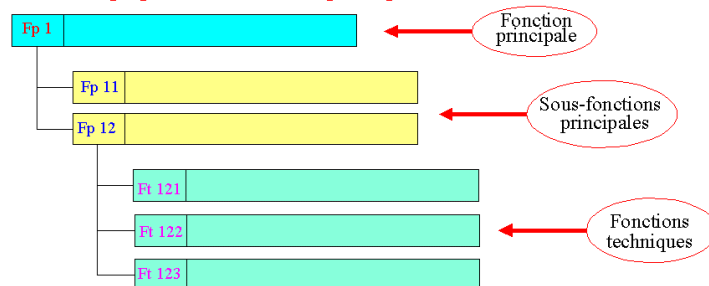 Fp 1
Fonction
principale
Fp 11
Sous-fonctions
principales
Fp 12
Ft 121
Ft 122
Fonctions
techniques
Ft 123